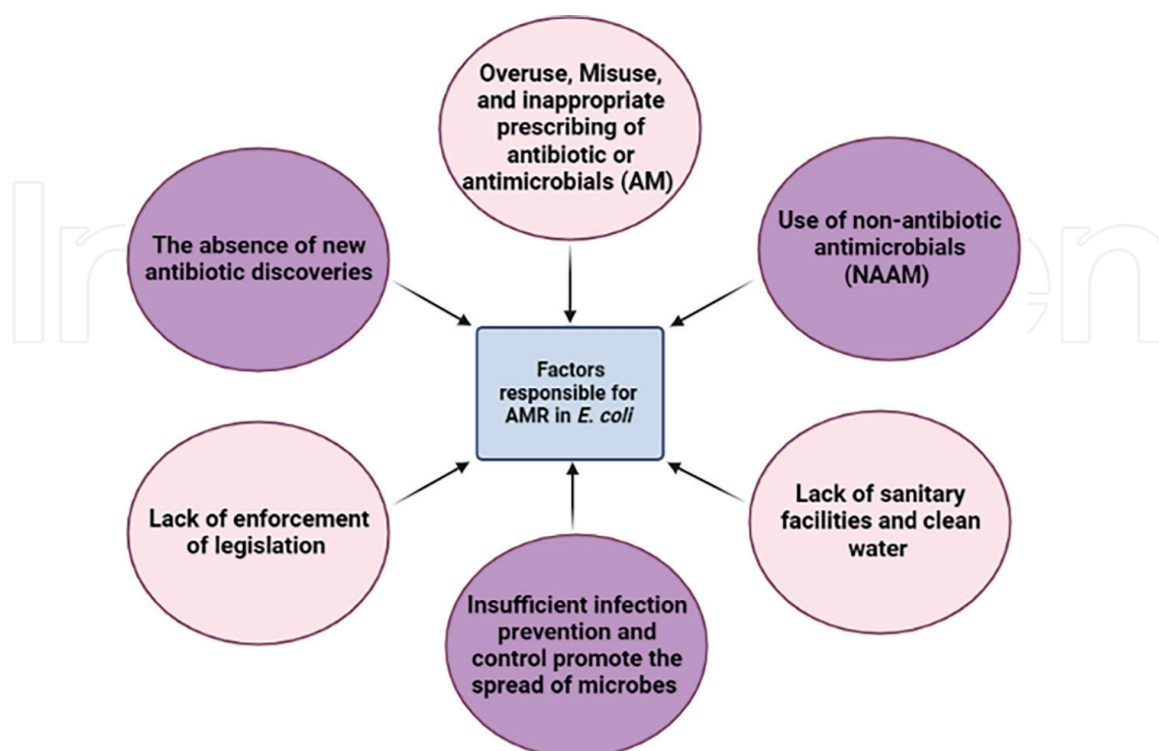 Overuse, Misuse,
and inappropriate
prescribing of
antibiotic or
antimicrobials (AM)
The absence of new
antibiotic discoveries
Use of non-antibiotic
antimicrobials
(NAAM)
Factors
responsible for
AMR in E. coli
Lack of enforcement
of legislation
Lack of sanitary
facilities and clean
water
Insufficient infection
prevention and
control promote the
spread of microbes